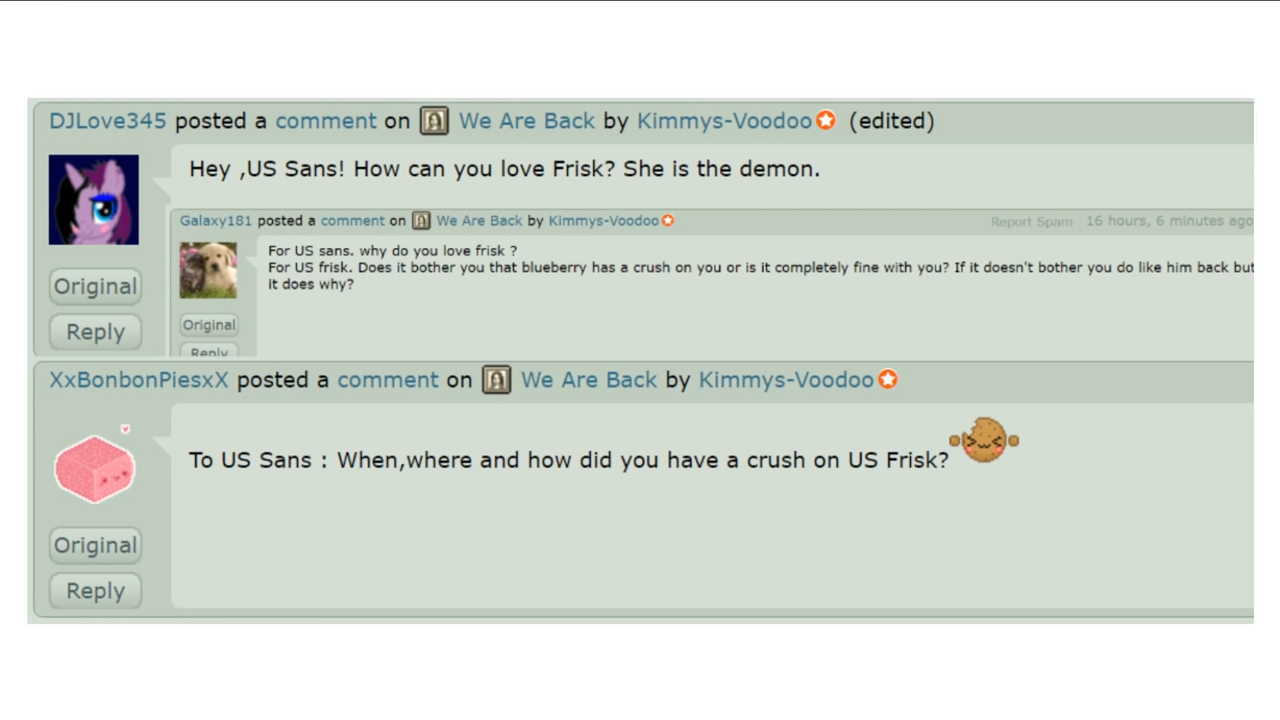 DJLove345 posted a comment on We Are Back by Kimmys-Voodoo (edited)
Hey ,US Sans! How can you love Frisk? She is the demon.
Galaxy181 posted a comment on We Are Back by Kimmys-Voodoo Report Spam 16 hours, 6 minutes ago
For US sans. why do you love frisk ?
For US frisk. Does it bother you that blueberry has a crush on you or is it completely fine with you? If it doesn't bother you do like him back but
it does why?
Original
Original
Reply
Reply
XxBonbonPiesxX posted a comment on We Are Back by Kimmys-Voodoo
To US Sans : When,where and how did you have a crush on US Frisk?
Original
Reply